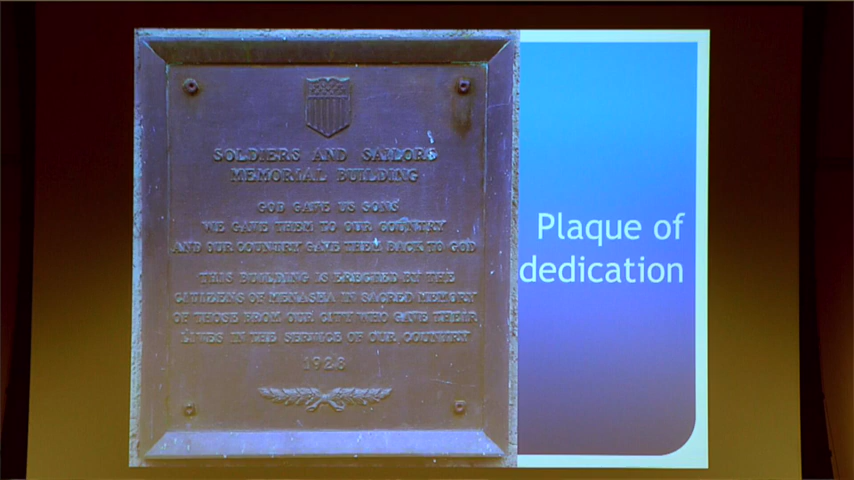 SOLDIERS AND SAILORS
MEMORIAL BUILDING
GOD GAVE US SONS
WE GAVE THEM TO OUR COUNTRY
AND OUR COUNTRY GAVE THEM BACK TO GOD
THIS BUILDING IS ERECTED BY THE
CITIZENS OF MENASHA IN SACRED MEMORY
OF THOSE FROM OUR CITY WHO GAVE THEIR
LIVES IN THE SERVICE OF OUR COUNTRY
1928
Plaque of
dedication